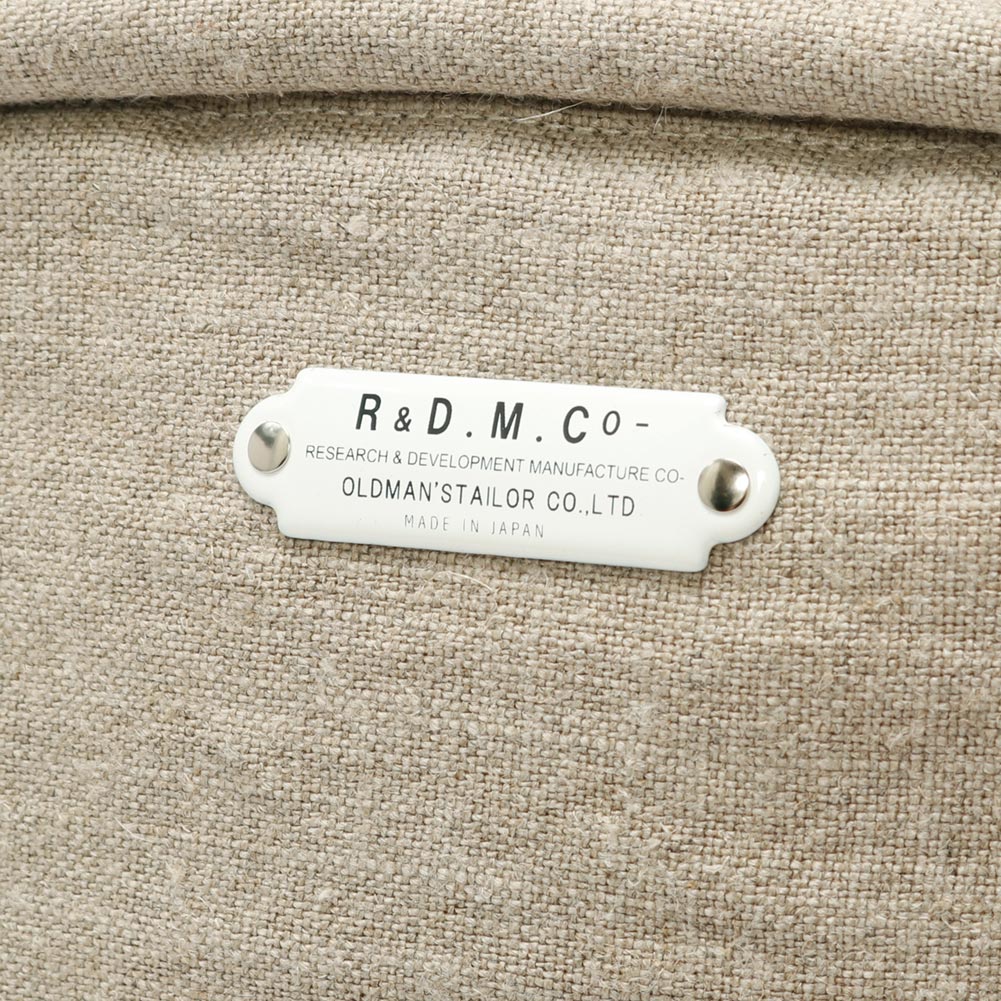 R & D . M . Co -
RESEARCH & DEVELOPMENT MANUFACTURE CO-
OLDMAN'STAILOR CO.,LTD
MADE IN JAPAN